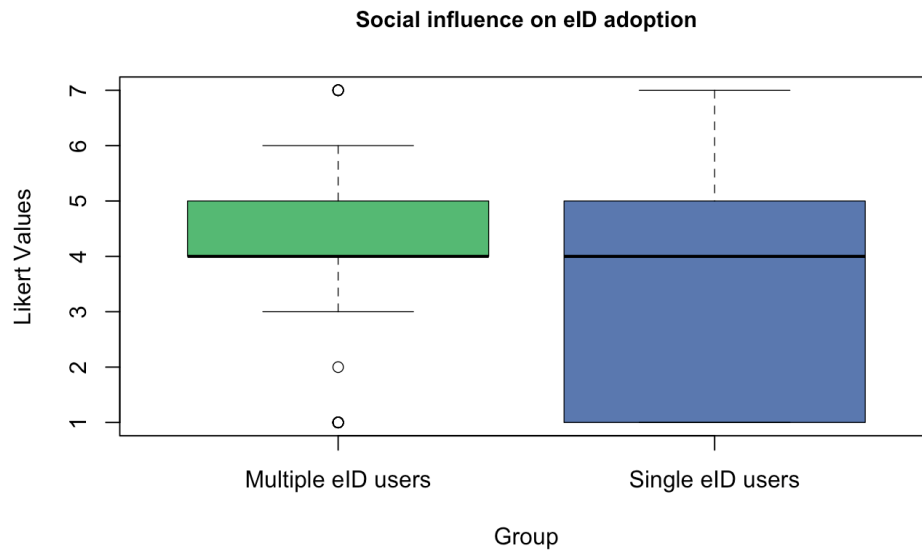 Social influence on eID adoption
Likert Values
7
6
5
4
3
2
1
Multiple eID users
Single eID users
Group